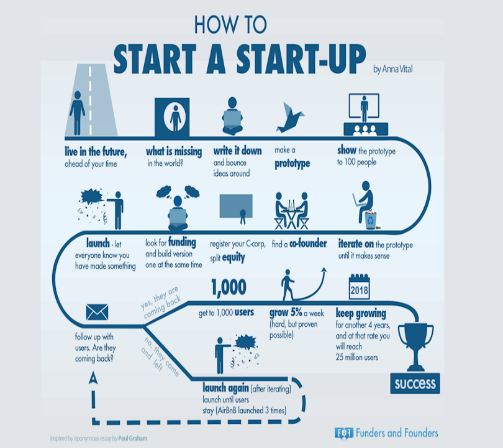 HOW TO
START A START-UP
by Anna Vital
live in the future,
ahead of your time
what is missing
in the world?
write it down
and bounce
ideas around
make a
prototype
show the prototype
to 100 people
launch - let
everyone know you
have made something
look for funding
and build version
one at the same time
register your C-corp,
split equity
find a co-founder
iterate on the prototype
until it makes sense
follow up with
users. Are they
coming back?
yes, they are
coming back
no, they came
and left
1,000
get to 1,000 users
grow 5% a week
(hard, but proven
possible)
2018
keep growing
for another 4 years,
and at that rate you
will reach
25 million users
SUCCESS
launch again (after iterating)
launch until users
stay (AirBnB launched 3 times)
inspired by eponymous essay by Paul Graham
Funders and Founders